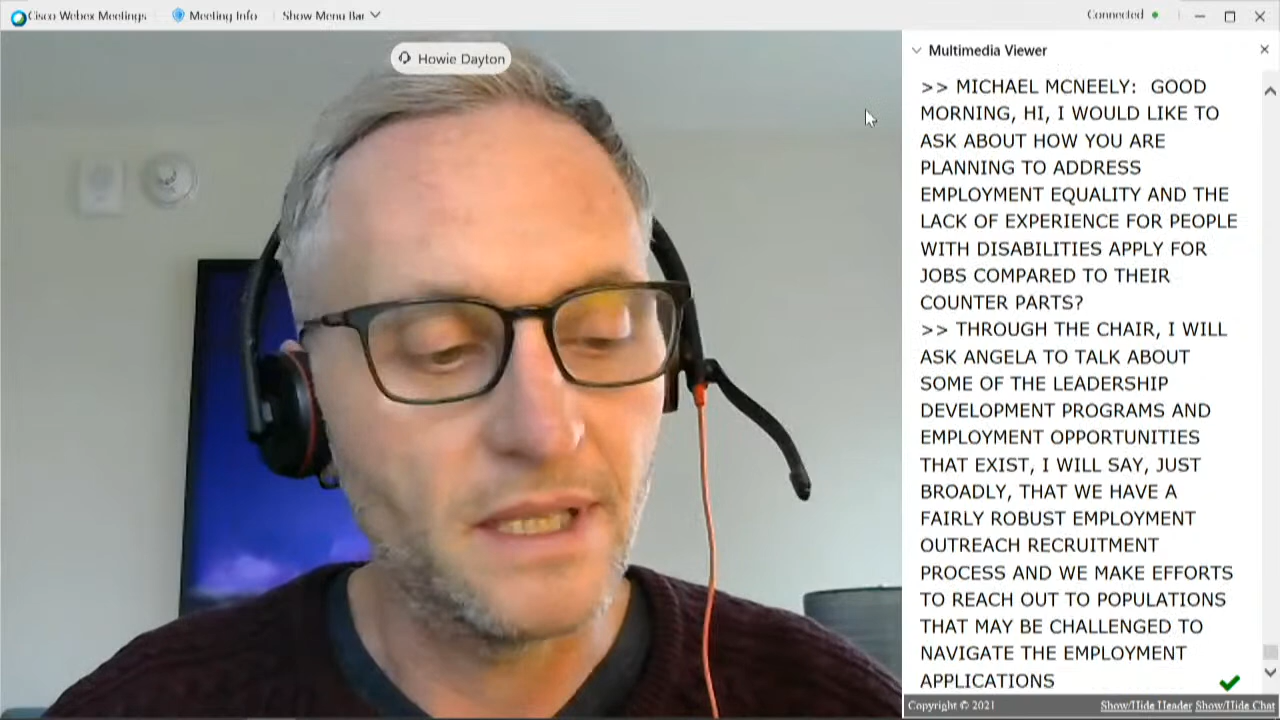 Cisco Webex Meetings Meeting Info Show Menu Bar Connected
Howie Dayton
Multimedia Viewer
>> MICHAEL MCNEELY: GOOD
MORNING, HI, I WOULD LIKE TO
ASK ABOUT HOW YOU ARE
PLANNING TO ADDRESS
EMPLOYMENT EQUALITY AND THE
LACK OF EXPERIENCE FOR PEOPLE
WITH DISABILITIES APPLY FOR
JOBS COMPARED TO THEIR
COUNTER PARTS?
>> THROUGH THE CHAIR, I WILL
ASK ANGELA TO TALK ABOUT
SOME OF THE LEADERSHIP
DEVELOPMENT PROGRAMS AND
EMPLOYMENT OPPORTUNITIES
THAT EXIST, I WILL SAY, JUST
BROADLY, THAT WE HAVE A
FAIRLY ROBUST EMPLOYMENT
OUTREACH RECRUITMENT
PROCESS AND WE MAKE EFFORTS
TO REACH OUT TO POPULATIONS
THAT MAY BE CHALLENGED TO
NAVIGATE THE EMPLOYMENT
APPLICATIONS
Copyright © 2021 Show/Hide Header Show/Hide Chat